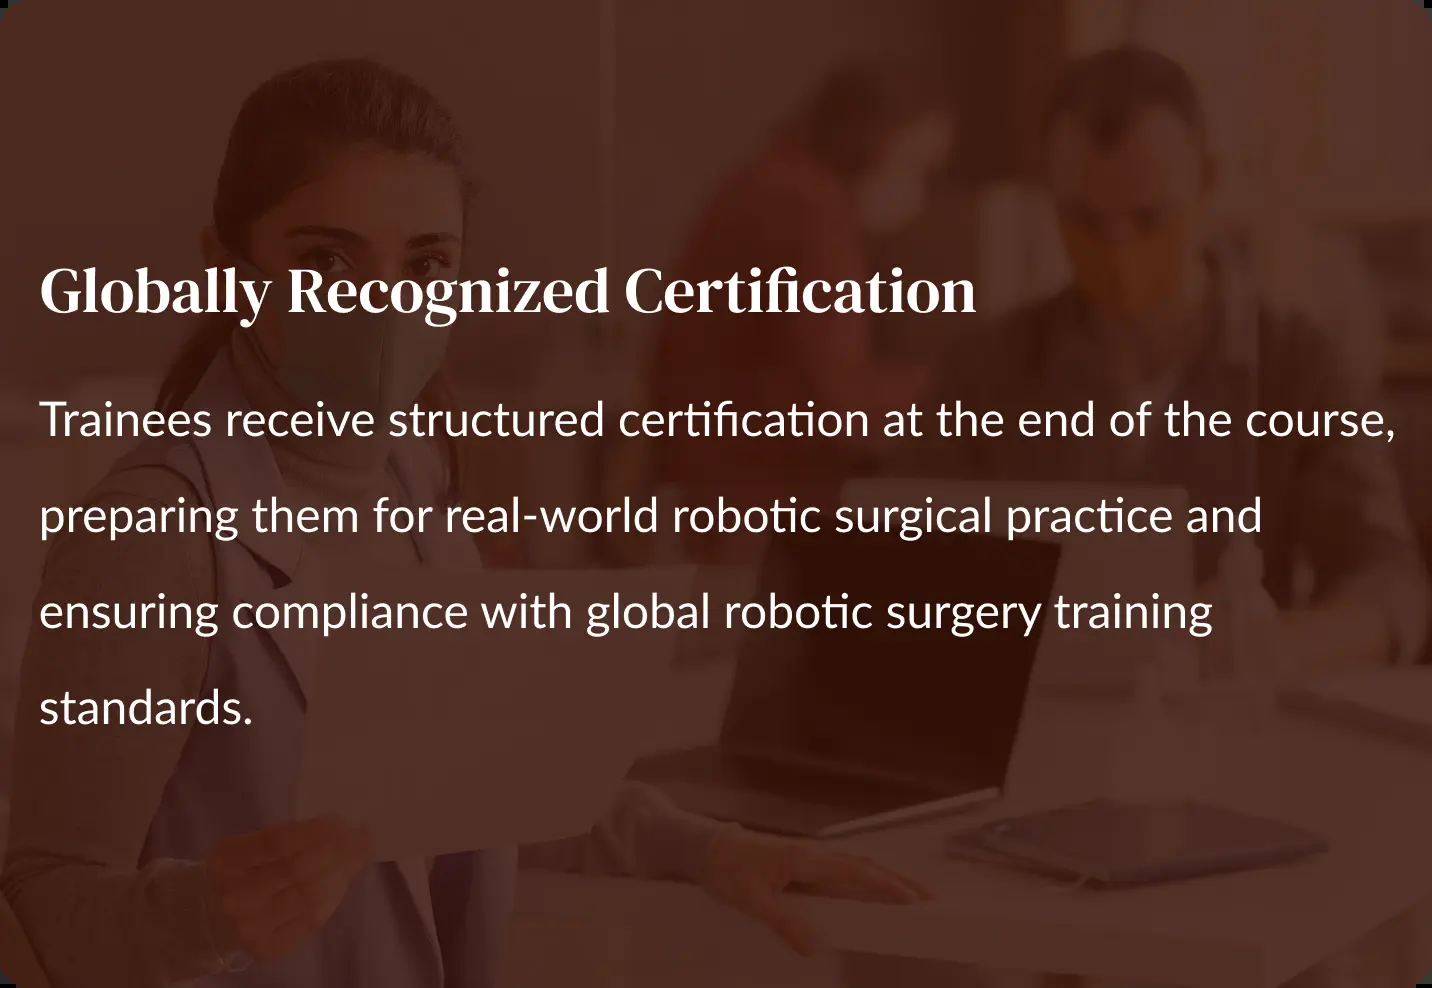 Globally Recognized Certification
Trainees receive structured certification at the end of the course,
preparing them for real-world robotic surgical practice and
ensuring compliance with global robotic surgery training
standards.